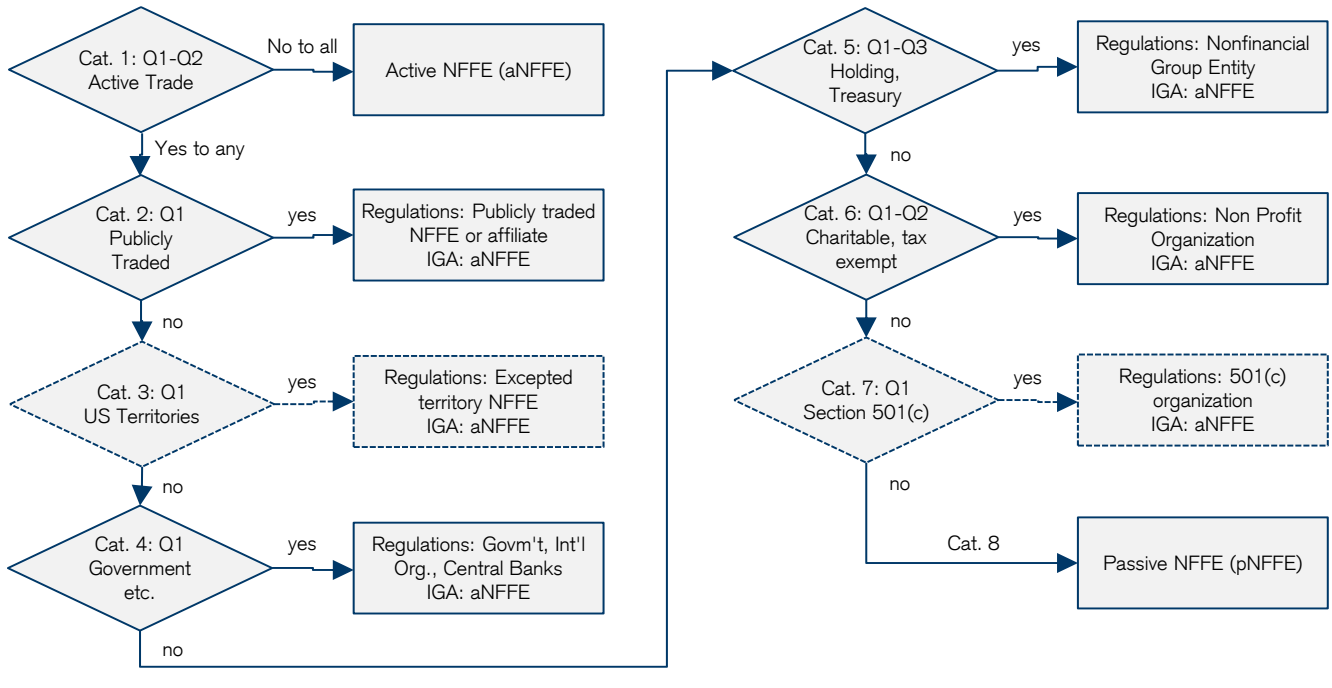 Cat. 1: Q1-Q2
Active Trade
No to all
Active NFFE (aNFFE)
Yes to any
Cat. 2: Q1
Publicly
Traded
yes
Regulations: Publicly traded
NFFE or affiliate
IGA: aNFFE
no
Cat. 3: Q1
US Territories
yes
Regulations: Excepted
territory NFFE
IGA: aNFFE
no
Cat. 4: Q1
Government
etc.
yes
Regulations: Govm't, Int'l
Org., Central Banks
IGA: aNFFE
no
Cat. 5: Q1-Q3
Holding,
Treasury
yes
Regulations: Nonfinancial
Group Entity
IGA: aNFFE
no
Cat. 6: Q1-Q2
Charitable, tax
exempt
yes
Regulations: Non Profit
Organization
IGA: aNFFE
no
Cat. 7: Q1
Section 501(c)
yes
Regulations: 501(c)
organization
IGA: aNFFE
no
Cat. 8
Passive NFFE (pNFFE)